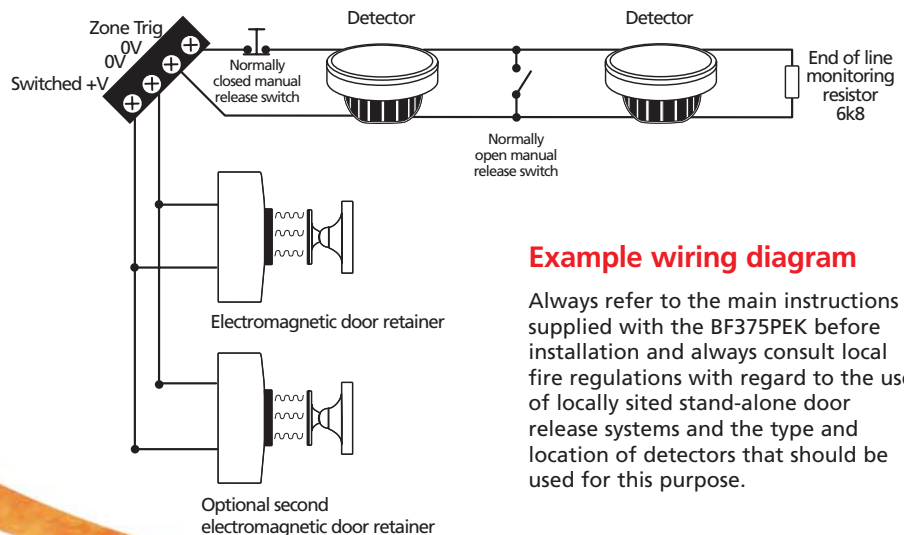 Zone Trig
0V
0V
Switched +V
Normally
closed manual
release switch
Detector
Detector
Normally
open manual
release switch
End of line
monitoring
resistor
6k8
Electromagnetic door retainer
Optional second
electromagnetic door retainer
Example wiring diagram
Always refer to the main instructions
supplied with the BF375PEK before
installation and always consult local
fire regulations with regard to the use
of locally sited stand-alone door
release systems and the type and
location of detectors that should be
used for this purpose.